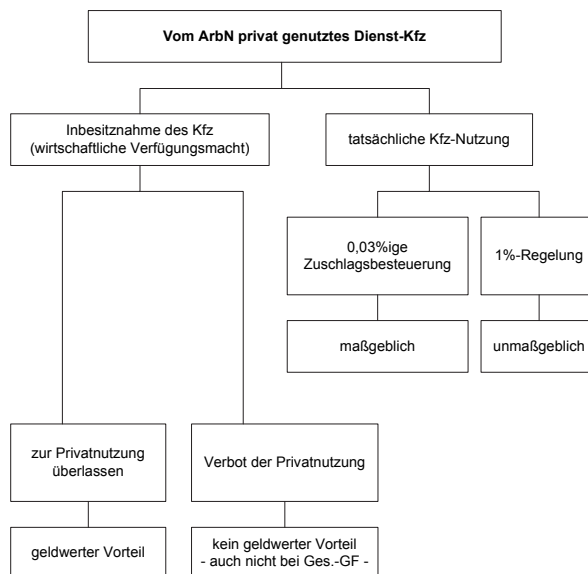 Vom ArbN privat genutztes Dienst-Kfz
Inbesitznahme des Kfz
(wirtschaftliche Verfügungsmacht)
tatsächliche Kfz-Nutzung
0,03%ige
Zuschlagsbesteuerung
1%-Regelung
maßgeblich
unmaßgeblich
zur Privatnutzung
überlassen
Verbot der Privatnutzung
geldwerter Vorteil
kein geldwerter Vorteil
- auch nicht bei Ges.-GF -